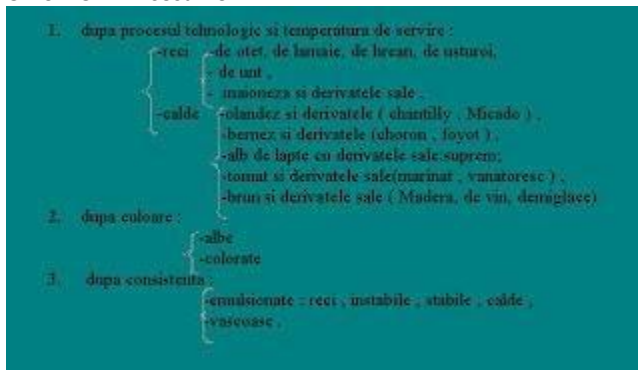 1. dupa procesul tehnologic si temperatura de servire :
-reci -de otet, de lamaie, de hrean, de usturoi,
- de unt ,
- maioneza si derivatele sale .
-calde -olandez si derivatele ( chantilly , Micado ) ,
-bernez si derivatele (choron , foyot ) ,
-alb de lapte cu derivatele sale:suprem;
-tomat si derivatele sale(marinat , vanatoresc ) ,
-brun si derivatele sale ( Madera, de vin, demiglace)
2. dupa culoare :
-albe
-colorate
3. dupa consistenta :
-emulsionate : reci , instabile , stabile , calde ,
-vascoase .